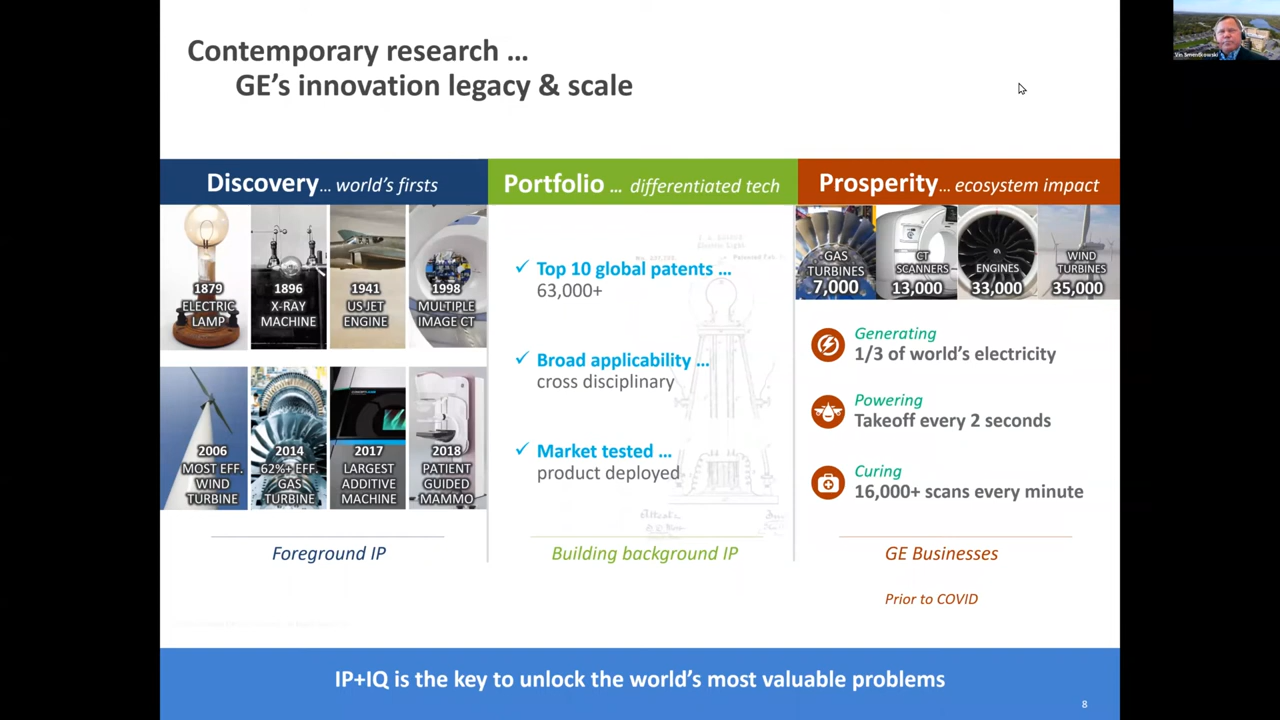 Contemporary research ...
GE's innovation legacy & scale
Vin Smentkowski
Discovery... world's firsts
1879
ELECTRIC
LAMP
1896
X-RAY
MACHINE
1941
US JET
ENGINE
1998
MULTIPLE
IMAGE CT
2006
MOST EFF.
WIND
TURBINE
2014
62%+ EFF.
GAS
TURBINE
2017
LARGEST
ADDITIVE
MACHINE
2018
PATIENT
GUIDED
MAMMO
Foreground IP
Portfolio ... differentiated tech
✓ Top 10 global patents ...
63,000+
✓ Broad applicability ...
cross disciplinary
✓ Market tested ...
product deployed
Building background IP
Prosperity... ecosystem impact
GAS
TURBINES
7,000
CT
SCANNERS
13,000
ENGINES
33,000
WIND
TURBINES
35,000
Generating
1/3 of world's electricity
Powering
Takeoff every 2 seconds
Curing
16,000+ scans every minute
GE Businesses
Prior to COVID
IP+IQ is the key to unlock the world's most valuable problems
8